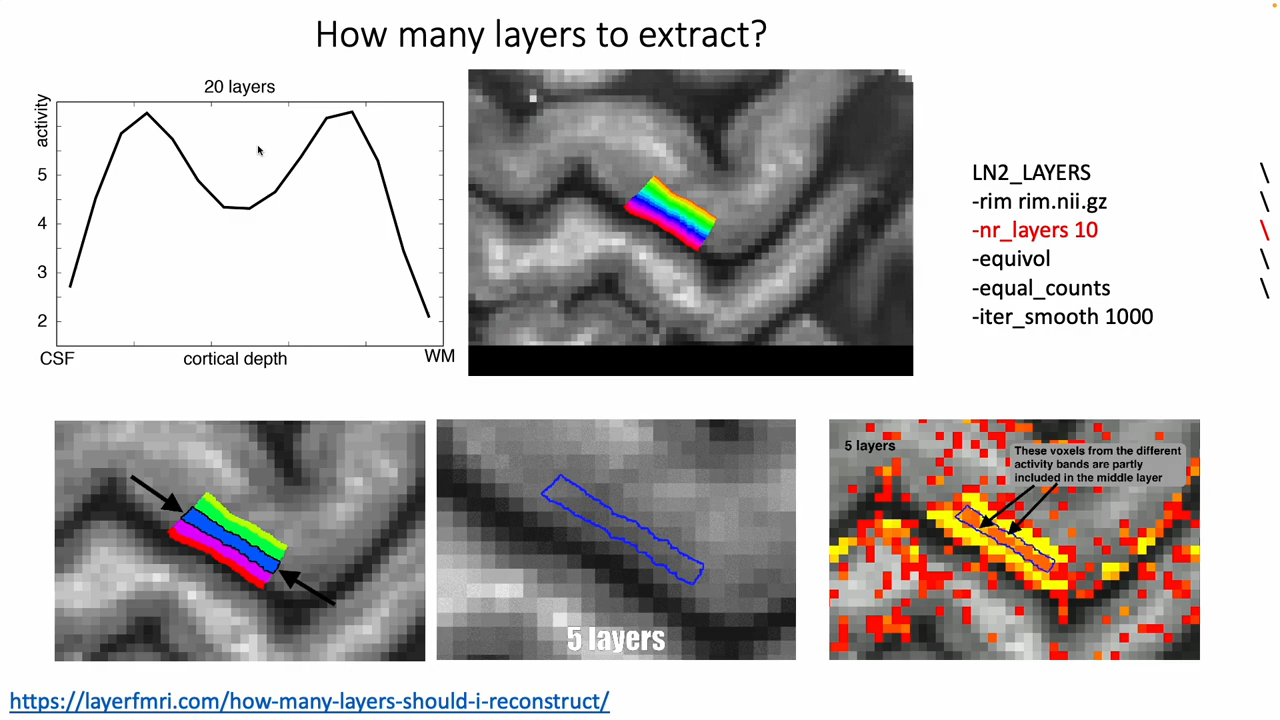 How many layers to extract?
20 layers
activity
5
4
3
2
CSF
cortical depth
WM
LN2_LAYERS \
-rim rim.nii.gz \
-nr_layers 10 \
-equivol \
-equal_counts \
-iter_smooth 1000
5 layers
5 layers
These voxels from the different
activity bands are partly
included in the middle layer
https://layerfmri.com/how-many-layers-should-i-reconstruct/